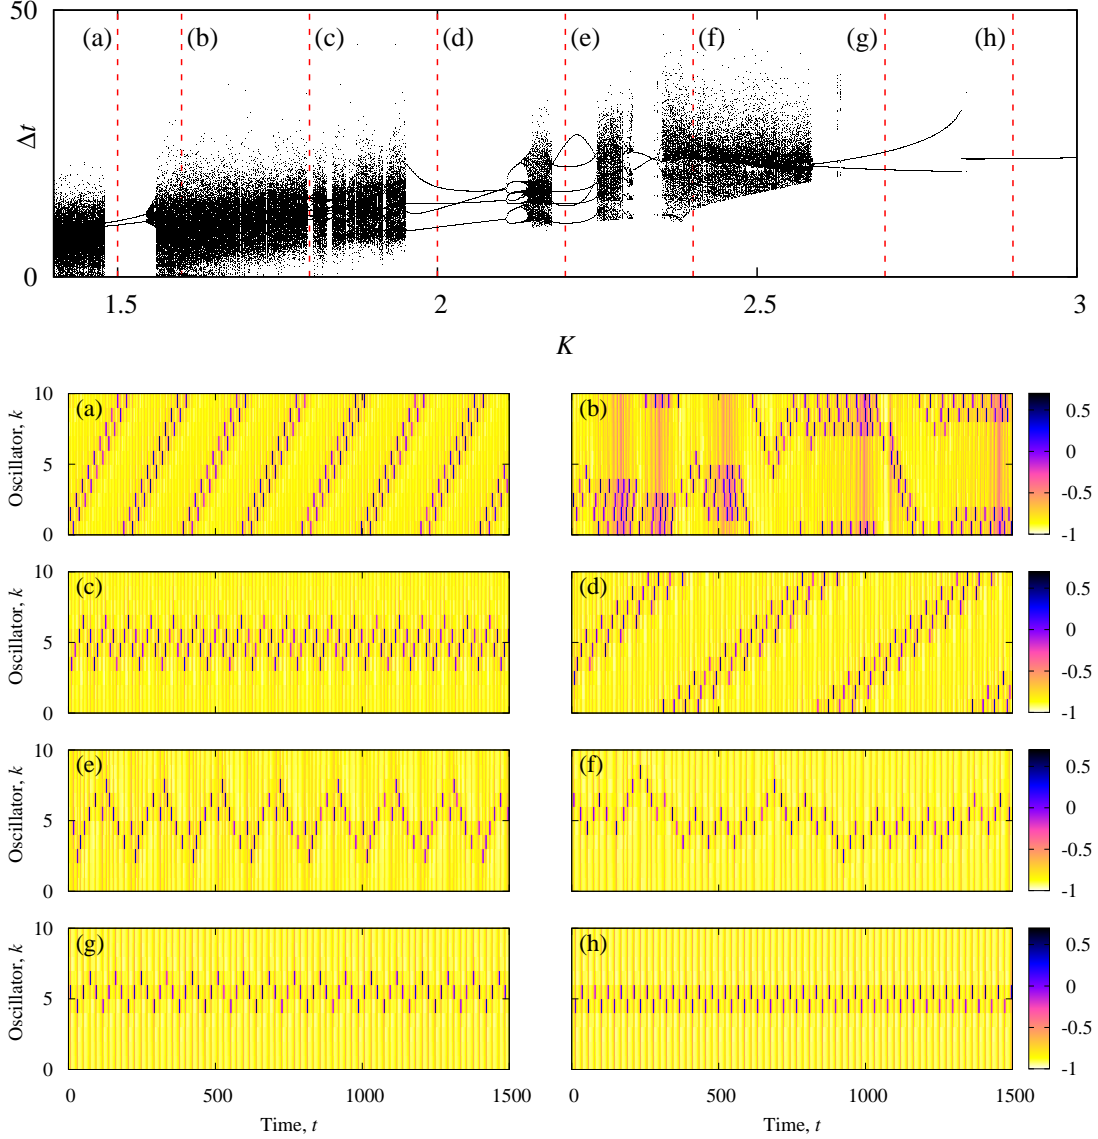 50
(a) (b) (c) (d) (e) (f) (g) (h)
Δt
0
1.5 2 2.5 3
K
10 (a) (b) 0.5
Oscillator, k 5 0
-0.5
0 -1
10 (c) (d) 0.5
Oscillator, k 5 0
-0.5
0 -1
10 (e) (f) 0.5
Oscillator, k 5 0
-0.5
0 -1
10 (g) (h) 0.5
Oscillator, k 5 0
-0.5
0 -1
0 500 1000 1500 0 500 1000 1500
Time, t Time, t